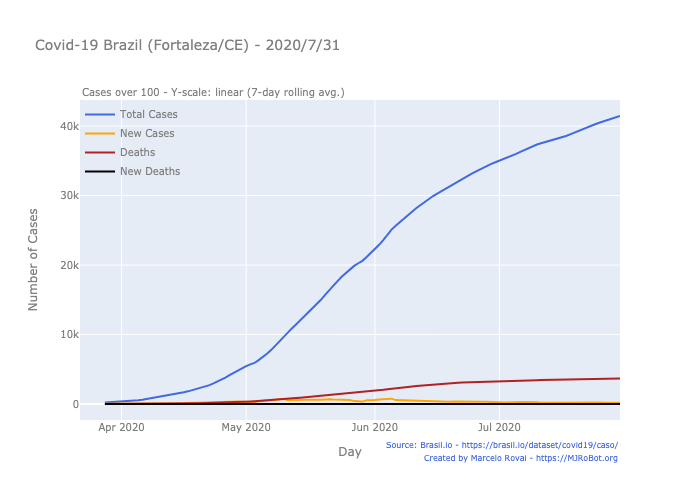 Covid-19 Brazil (Fortaleza/CE) - 2020/7/31
Cases over 100 - Y-scale: linear (7-day rolling avg.)
Total Cases
New Cases
Deaths
New Deaths
40k
30k
20k
10k
0
Number of Cases
Apr 2020
May 2020
Jun 2020
Jul 2020
Day
Source: Brasil.io - https://brasil.io/dataset/covid19/caso/
Created by Marcelo Rovai - https://MJRoBot.org